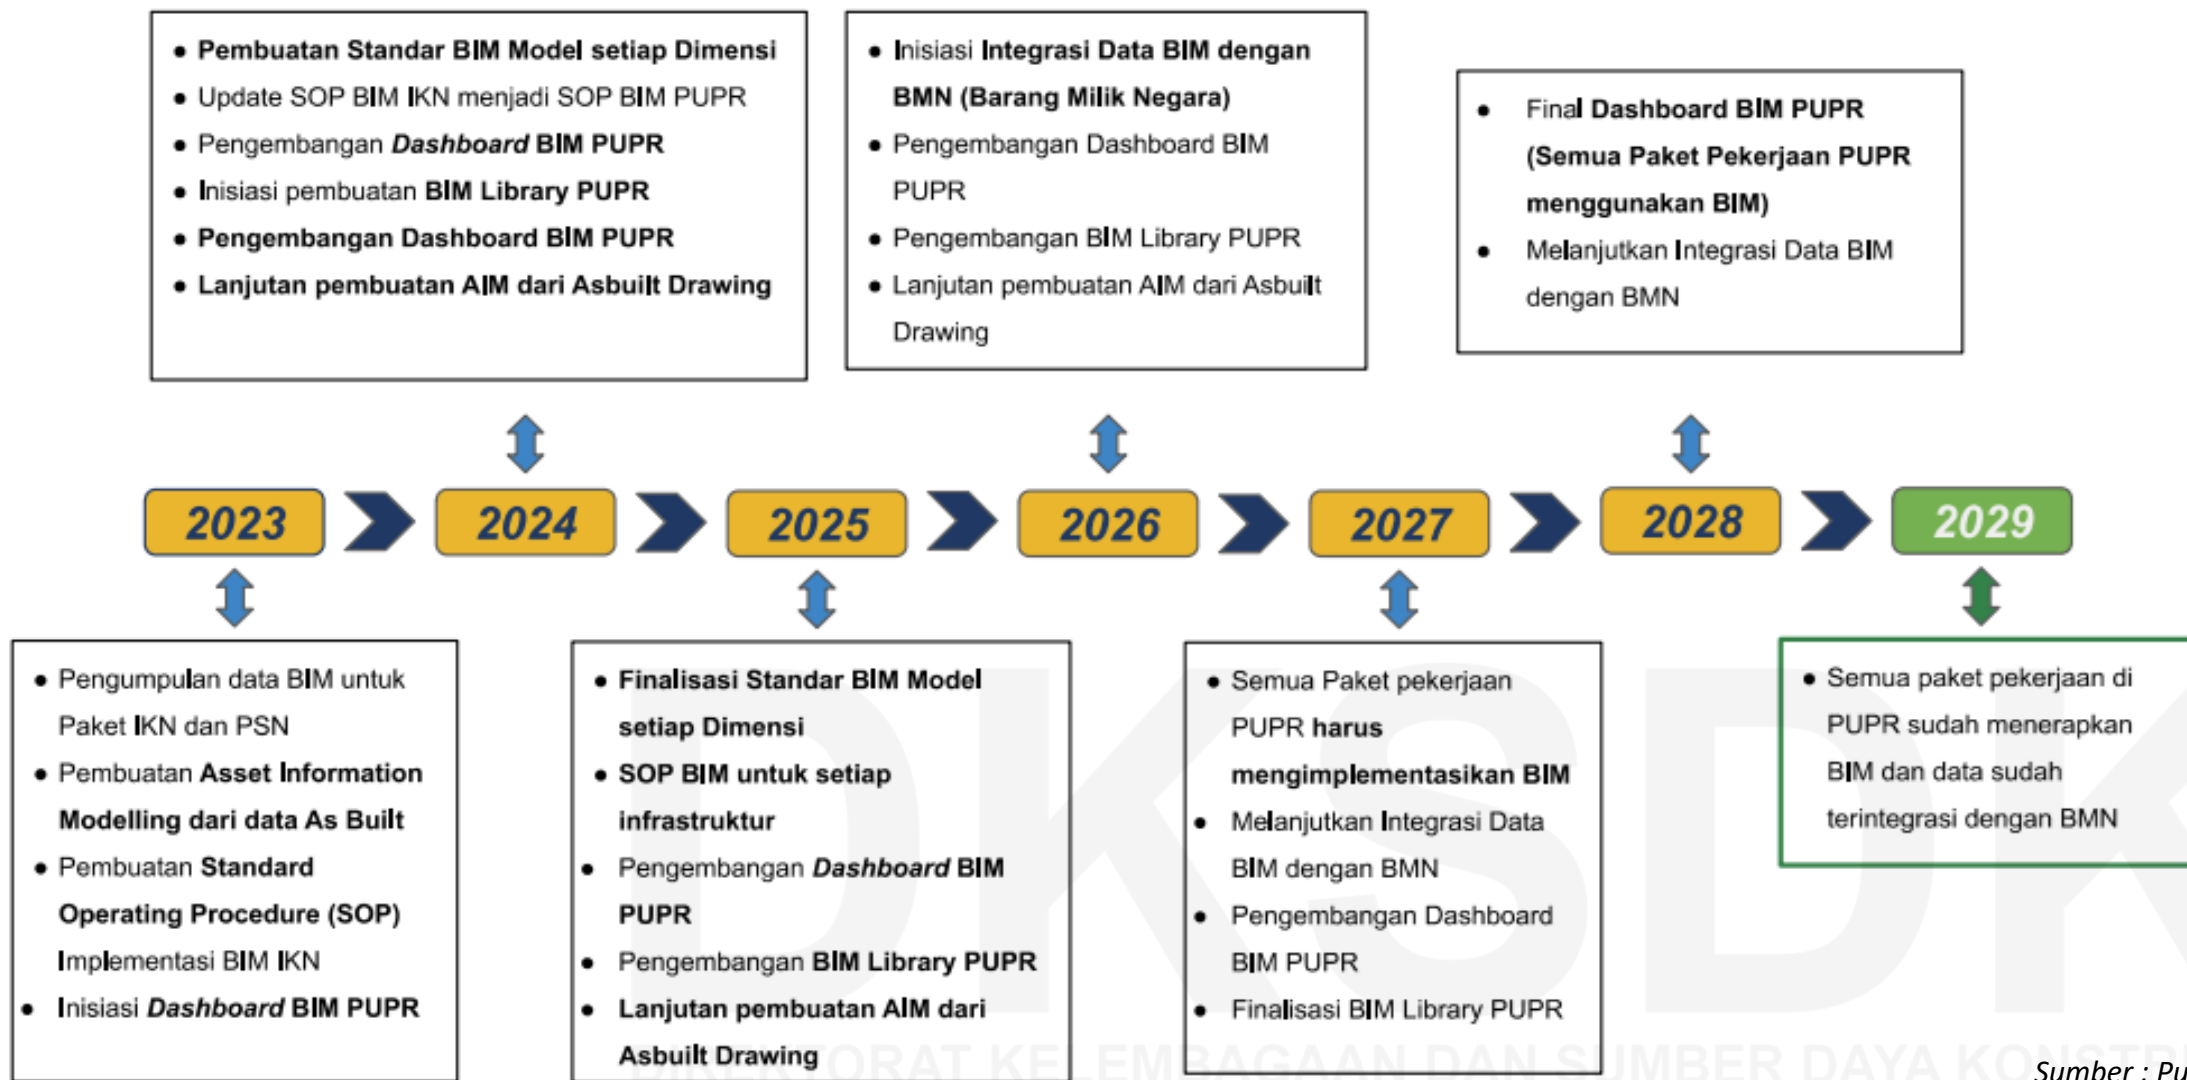 ● Pembuatan Standar BIM Model setiap Dimensi
● Update SOP BIM IKN menjadi SOP BIM PUPR
● Pengembangan Dashboard BIM PUPR
● Inisiasi pembuatan BIM Library PUPR
● Pengembangan Dashboard BIM PUPR
● Lanjutan pembuatan AIM dari Asbuilt Drawing
● Inisiasi Integrasi Data BIM dengan
BMN (Barang Milik Negara)
● Pengembangan Dashboard BIM
PUPR
● Pengembangan BIM Library PUPR
● Lanjutan pembuatan AIM dari Asbuilt
Drawing
● Final Dashboard BIM PUPR
(Semua Paket Pekerjaan PUPR
menggunakan BIM)
● Melanjutkan Integrasi Data BIM
dengan BMN
2023
2024
2025
2026
2027
2028
2029
● Pengumpulan data BIM untuk
Paket IKN dan PSN
● Pembuatan Asset Information
Modelling dari data As Built
● Pembuatan Standard
Operating Procedure (SOP)
Implementasi BIM IKN
● Inisiasi Dashboard BIM PUPR
● Finalisasi Standar BIM Model
setiap Dimensi
● SOP BIM untuk setiap
infrastruktur
● Pengembangan Dashboard BIM
PUPR
● Pengembangan BIM Library PUPR
● Lanjutan pembuatan AIM dari
Asbuilt Drawing
● Semua Paket pekerjaan
PUPR harus
mengimplementasikan BIM
● Melanjutkan Integrasi Data
BIM dengan BMN
● Pengembangan Dashboard
BIM PUPR
● Finalisasi BIM Library PUPR
● Semua paket pekerjaan di
PUPR sudah menerapkan
BIM dan data sudah
terintegrasi dengan BMN
DKSDK
DIREKTORAT KELEMBAGAAN DAN SUMBER DAYA
Sumber :